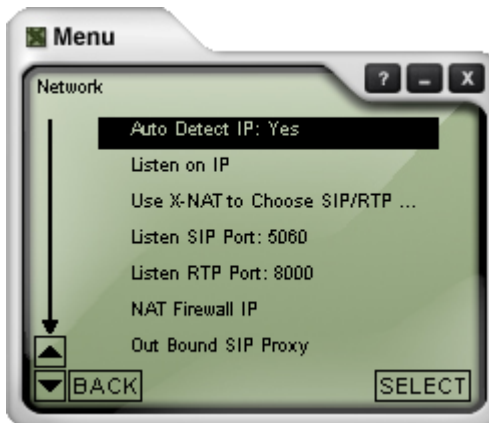 Menu
? - X
Network
Auto Detect IP: Yes
Listen on IP
Use X-NAT to Choose SIP/RTP ...
Listen SIP Port: 5060
Listen RTP Port: 8000
NAT Firewall IP
Out Bound SIP Proxy
BACK SELECT